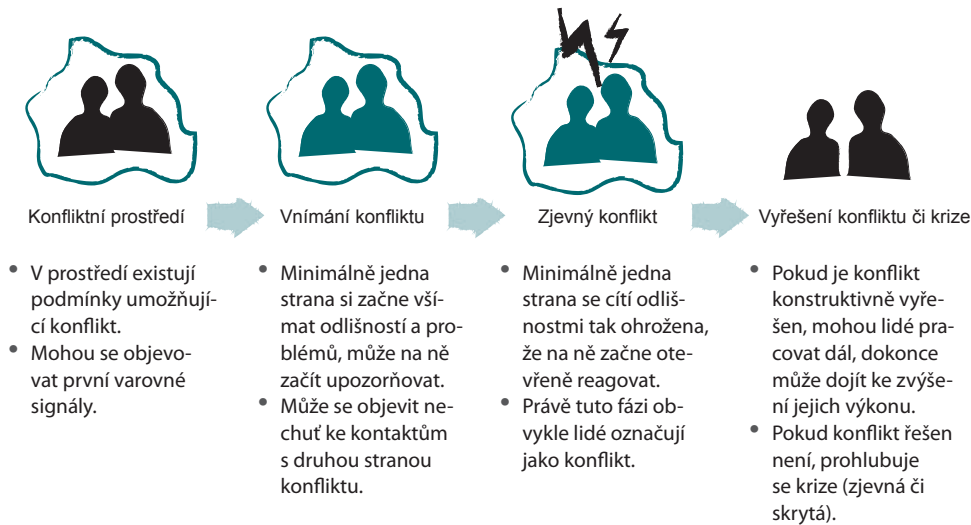 Konfliktní prostředí
Vnímání konfliktu
Zjevný konflikt
Vyřešení konfliktu či krize
• V prostředí existují
podmínky umožňují-
cí konflikt.
• Mohou se objevo-
vat první varovné
signály.
• Minimálně jedna
strana si začne vší-
mat odlišností a pro-
blémů, může na ně
začít upozorňovat.
• Může se objevit ne-
chuť ke kontaktům
s druhou stranou
konfliktu.
• Minimálně jedna
strana se cítí odliš-
nostmi tak ohrožena,
že na ně začne ote-
vřeně reagovat.
• Právě tuto fázi ob-
vykle lidé označují
jako konflikt.
• Pokud je konflikt
konstruktivně vyře-
šen, mohou lidé pra-
covat dál, dokonce
může dojít ke zvýše-
ní jejich výkonu.
• Pokud konflikt řešen
není, prohlubuje
se krize (zjevná či
skrytá).